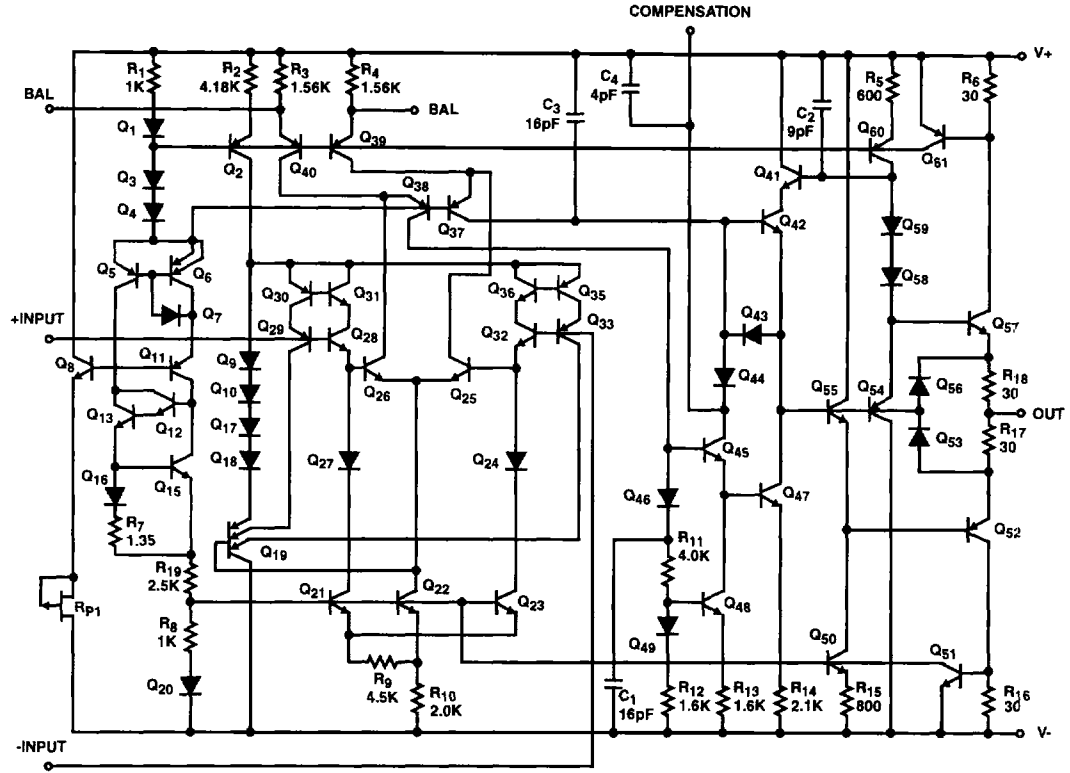 COMPENSATION
V+
R1
1K
R2
4.18K
R3
1.56K
R4
1.56K
C3
16pF
C4
4pF
C2
9pF
R5
600
R6
30
BAL
BAL
Q1
Q2
Q40
Q39
Q60
Q61
Q3
Q4
Q38
Q37
Q41
Q42
Q59
Q58
Q5
Q6
Q7
Q30
Q31
Q36
Q35
Q29
Q28
Q32
Q33
Q43
Q57
+INPUT
Q8
Q11
Q9
Q10
Q17
Q18
Q26
Q25
Q44
Q55
Q54
Q56
R18
30
OUT
R17
30
Q53
Q13
Q12
Q16
Q15
Q27
Q24
Q45
Q46
Q47
R7
1.35
Q19
R11
4.0K
Q52
R19
2.5K
RP1
Q21
Q22
Q23
Q48
R8
1K
Q49
Q50
Q51
Q20
R9
4.5K
R10
2.0K
C1
16pF
R12
1.6K
R13
1.6K
R14
2.1K
R15
800
R16
30
V-
-INPUT